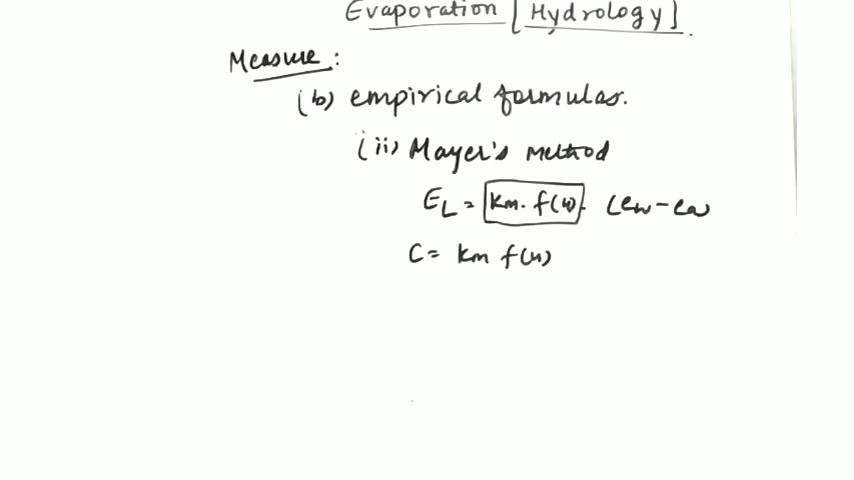 Evaporation [Hydrology].
Measure:
(b) empirical formulas.
(ii) Mayer's method
EL = km. f(u). (ew - ea)
C = km f(u)